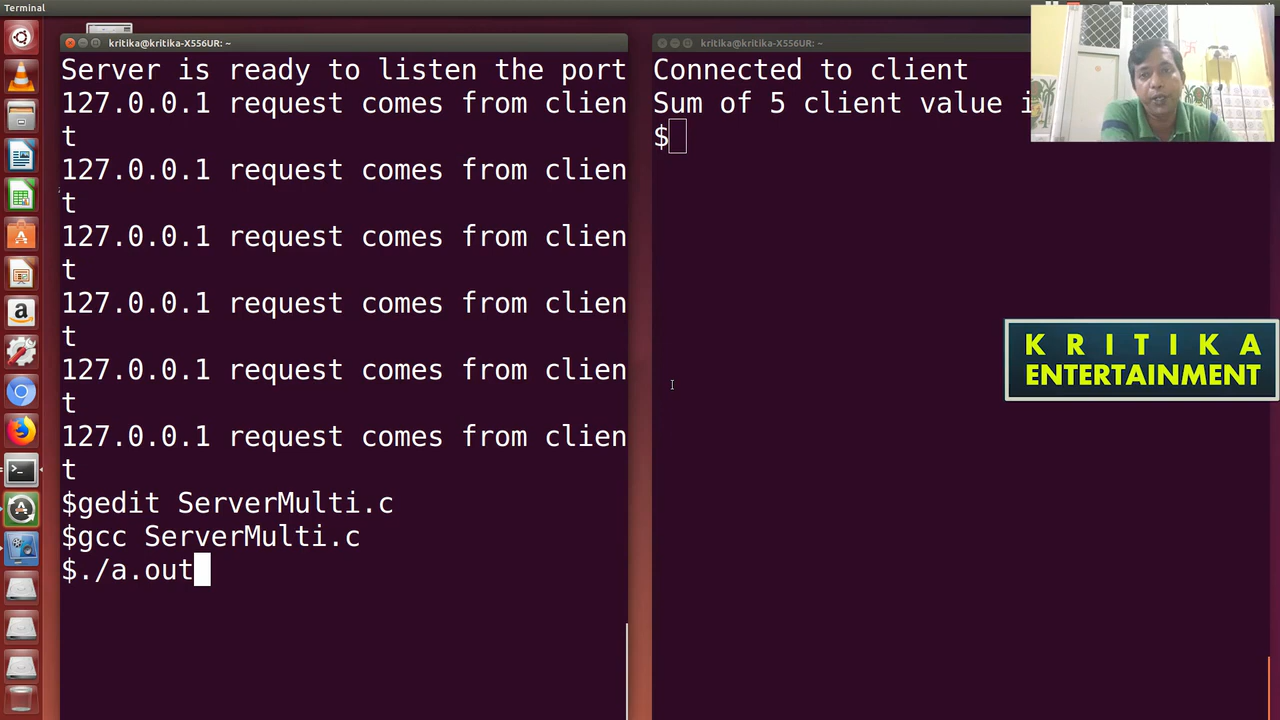 Terminal
kritika@kritika-X556UR: ~
Server is ready to listen the port
127.0.0.1 request comes from clien
t
127.0.0.1 request comes from clien
t
127.0.0.1 request comes from clien
t
127.0.0.1 request comes from clien
t
127.0.0.1 request comes from clien
t
127.0.0.1 request comes from clien
t
$gedit ServerMulti.c
$gcc ServerMulti.c
$./a.out
kritika@kritika-X556UR: ~
Connected to client
Sum of 5 client value i
$
KRITIKA
ENTERTAINMENT